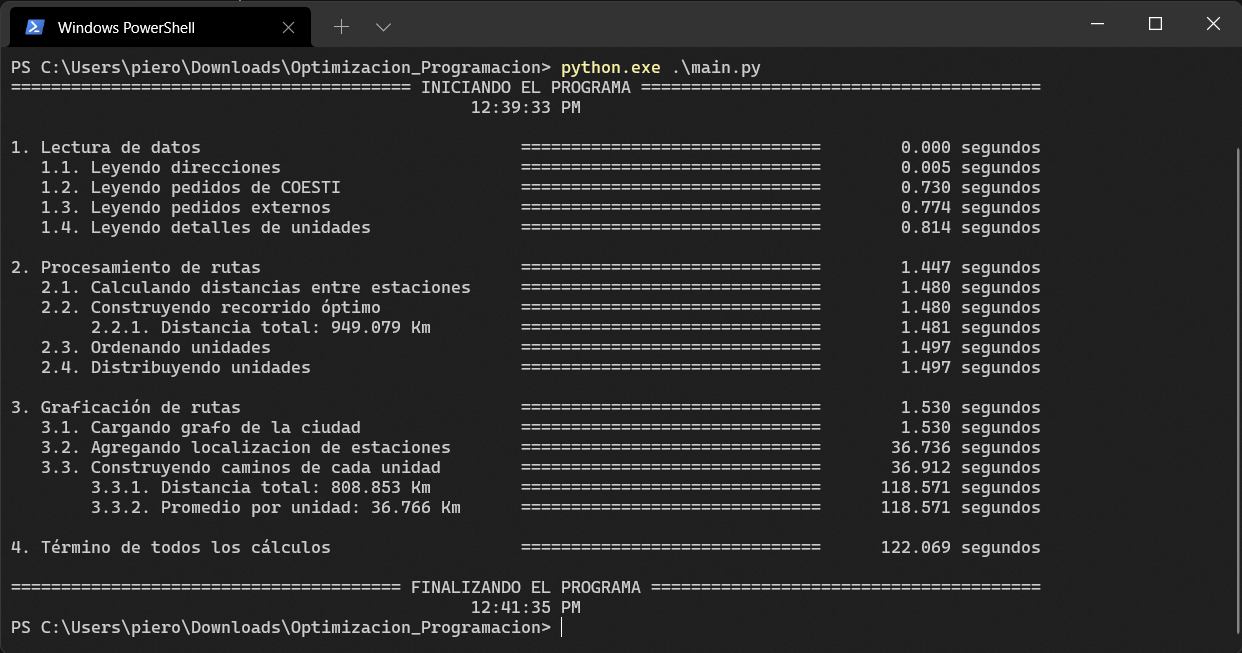 Windows PowerShell
PS C:\Users\piero\Downloads\Optimizacion_Programacion> python.exe .\main.py
======================================== INICIANDO EL PROGRAMA ========================================
12:39:33 PM
1. Lectura de datos ============================== 0.000 segundos
1.1. Leyendo direcciones ============================== 0.005 segundos
1.2. Leyendo pedidos de COESTI ============================== 0.730 segundos
1.3. Leyendo pedidos externos ============================== 0.774 segundos
1.4. Leyendo detalles de unidades ============================== 0.814 segundos
2. Procesamiento de rutas ============================== 1.447 segundos
2.1. Calculando distancias entre estaciones ============================== 1.480 segundos
2.2. Construyendo recorrido óptimo ============================== 1.480 segundos
2.2.1. Distancia total: 949.079 Km ============================== 1.481 segundos
2.3. Ordenando unidades ============================== 1.497 segundos
2.4. Distribuyendo unidades ============================== 1.497 segundos
3. Graficación de rutas ============================== 1.530 segundos
3.1. Cargando grafo de la ciudad ============================== 1.530 segundos
3.2. Agregando localizacion de estaciones ============================== 36.736 segundos
3.3. Construyendo caminos de cada unidad ============================== 36.912 segundos
3.3.1. Distancia total: 808.853 Km ============================== 118.571 segundos
3.3.2. Promedio por unidad: 36.766 Km ============================== 118.571 segundos
4. Término de todos los cálculos ============================== 122.069 segundos
======================================= FINALIZANDO EL PROGRAMA =======================================
12:41:35 PM
PS C:\Users\piero\Downloads\Optimizacion_Programacion>